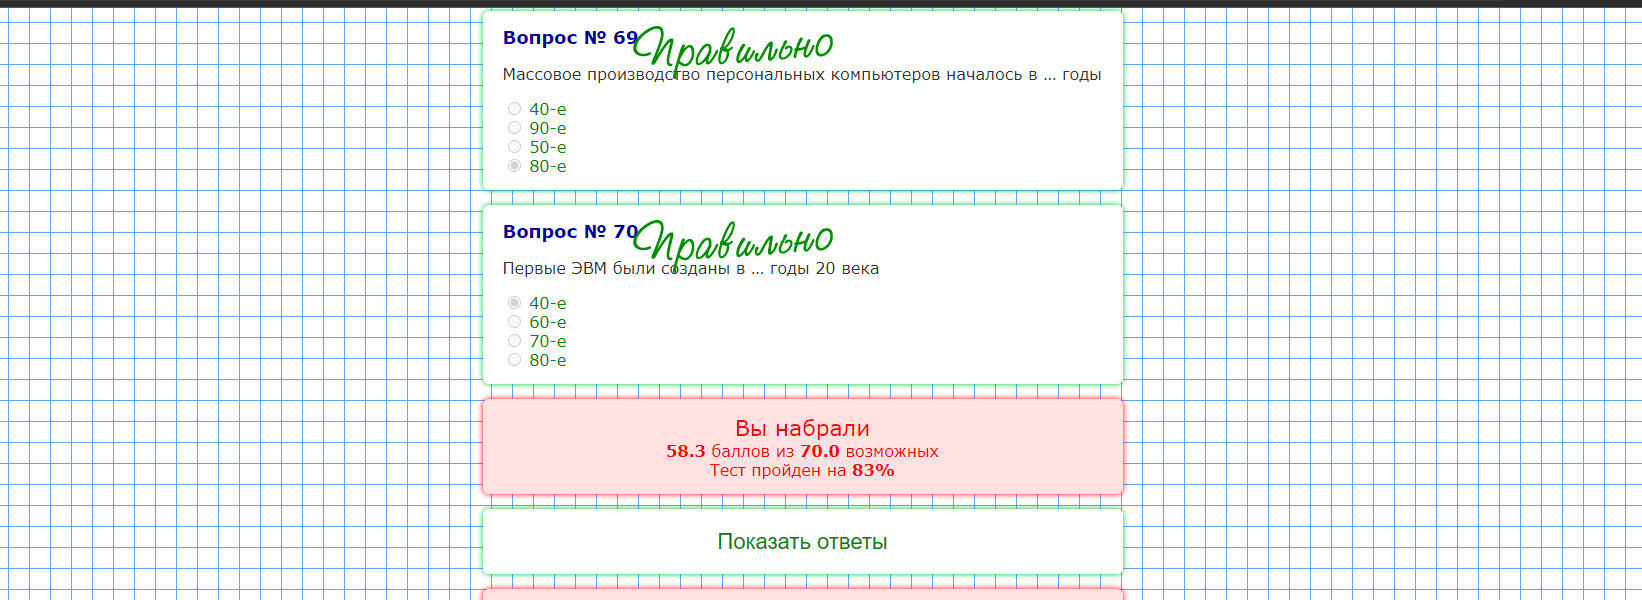 Вопрос № 69
Правильно
Массовое производство персональных компьютеров началось в ... годы
40-е
90-е
50-е
80-е
Вопрос № 70
Правильно
Первые ЭВМ были созданы в ... годы 20 века
40-е
60-е
70-е
80-е
Вы набрали
58.3 баллов из 70.0 возможных
Тест пройден на 83%
Показать ответы